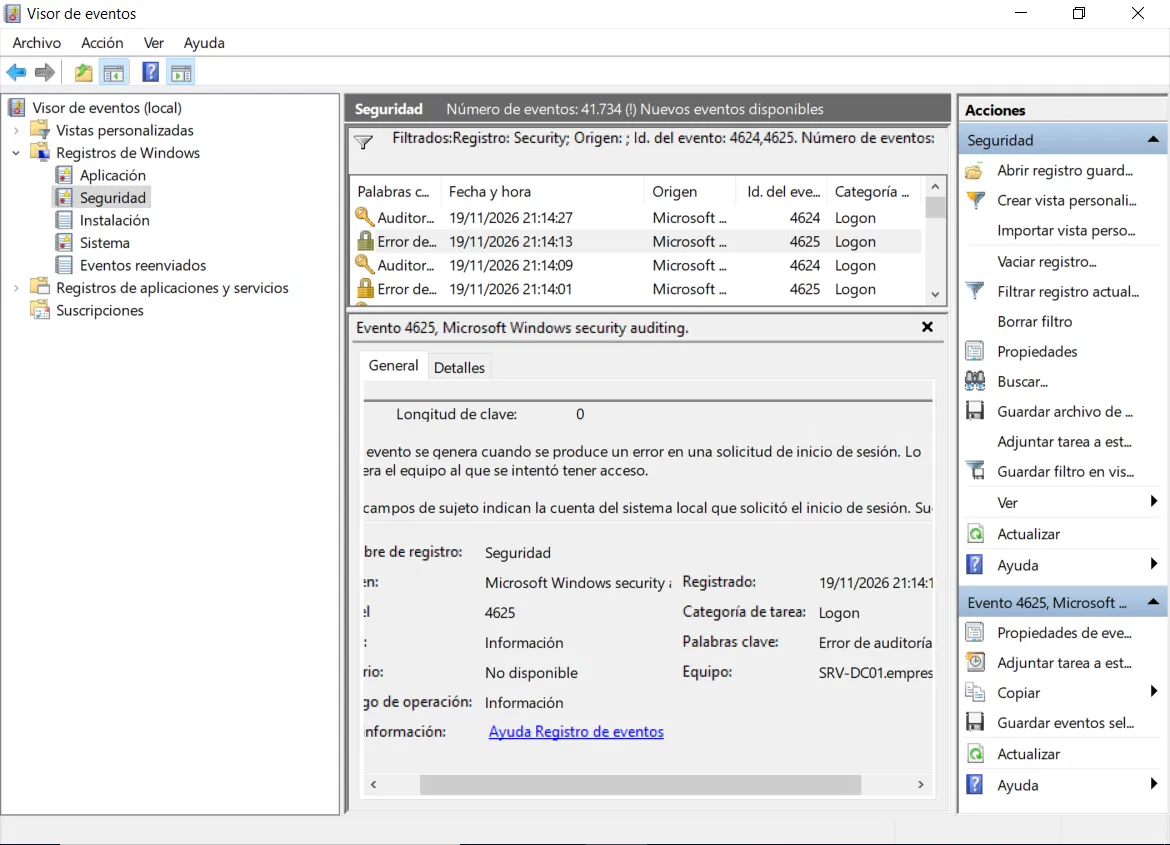 Visor de eventos
Archivo Acción Ver Ayuda
Visor de eventos (local)
Vistas personalizadas
Registros de Windows
Aplicación
Seguridad
Instalación
Sistema
Eventos reenviados
Registros de aplicaciones y servicios
Suscripciones
Seguridad Número de eventos: 41.734 (!) Nuevos eventos disponibles
Filtrados:Registro: Security; Origen: ; Id. del evento: 4624,4625. Número de eventos:
Palabras c... Fecha y hora Origen Id. del eve... Categoría ...
Auditor... 19/11/2026 21:14:27 Microsoft ... 4624 Logon
Error de... 19/11/2026 21:14:13 Microsoft ... 4625 Logon
Auditor... 19/11/2026 21:14:09 Microsoft ... 4624 Logon
Error de... 19/11/2026 21:14:01 Microsoft ... 4625 Logon
Evento 4625, Microsoft Windows security auditing.
General Detalles
Longitud de clave: 0
evento se genera cuando se produce un error en una solicitud de inicio de sesión. Lo
era el equipo al que se intentó tener acceso.
campos de sujeto indican la cuenta del sistema local que solicitó el inicio de sesión. Su
bre de registro: Seguridad
en: Microsoft Windows security Registrado: 19/11/2026 21:14:1
el 4625 Categoría de tarea: Logon
: Información Palabras clave: Error de auditoría
rio: No disponible Equipo: SRV-DC01.empres
go de operación: Información
nformación: Ayuda Registro de eventos
Acciones
Seguridad
Abrir registro guard...
Crear vista personali...
Importar vista perso...
Vaciar registro...
Filtrar registro actual...
Borrar filtro
Propiedades
Buscar...
Guardar archivo de ...
Adjuntar tarea a est...
Guardar filtro en vis...
Ver
Actualizar
Ayuda
Evento 4625, Microsoft ...
Propiedades de eve...
Adjuntar tarea a est...
Copiar
Guardar eventos sel...
Actualizar
Ayuda